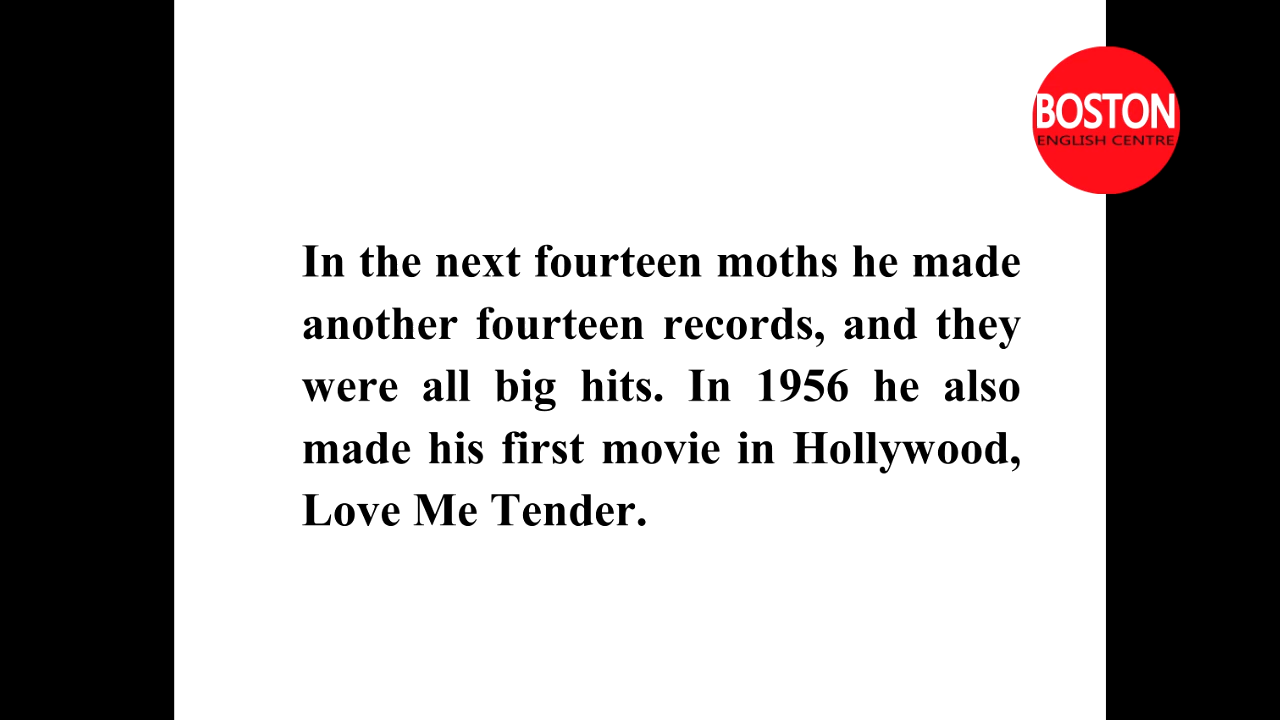 BOSTON
ENGLISH CENTRE
In the next fourteen moths he made
another fourteen records, and they
were all big hits. In 1956 he also
made his first movie in Hollywood,
Love Me Tender.